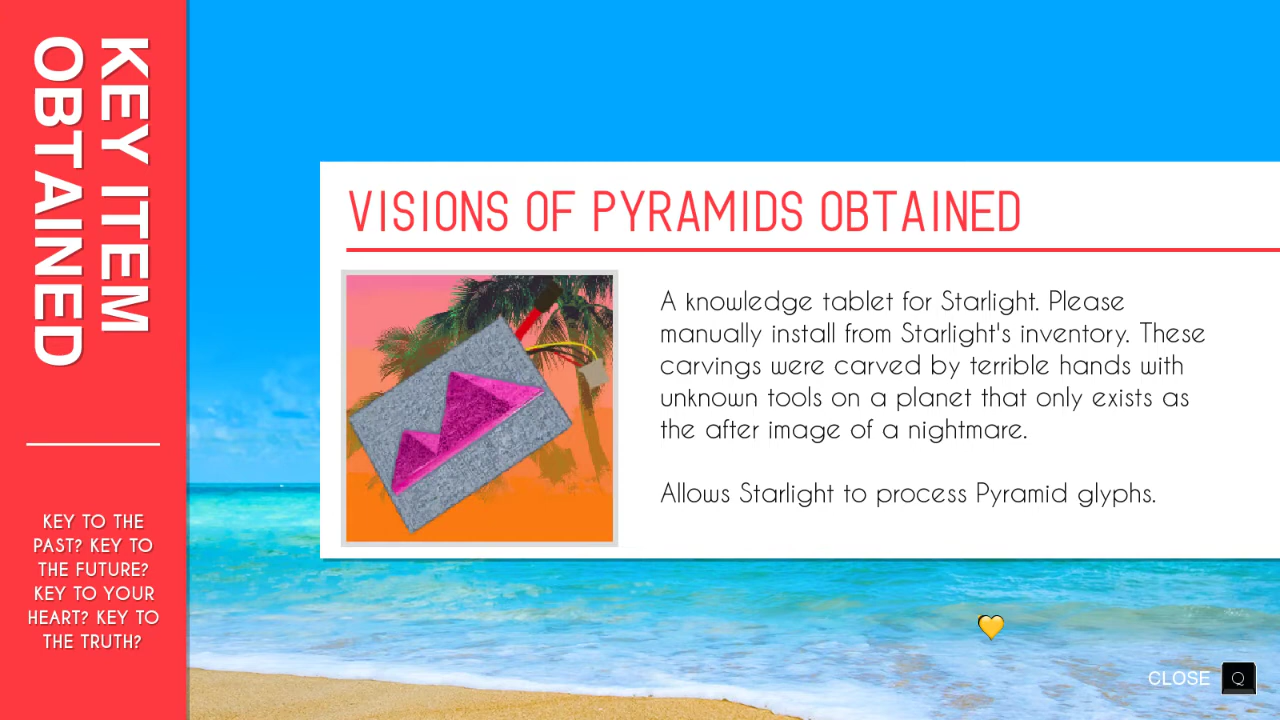 KEY ITEM
OBTAINED
KEY TO THE
PAST? KEY TO
THE FUTURE?
KEY TO YOUR
HEART? KEY TO
THE TRUTH?
VISIONS OF PYRAMIDS OBTAINED
A knowledge tablet for Starlight. Please
manually install from Starlight's inventory. These
carvings were carved by terrible hands with
unknown tools on a planet that only exists as
the after image of a nightmare.
Allows Starlight to process Pyramid glyphs.
CLOSE Q